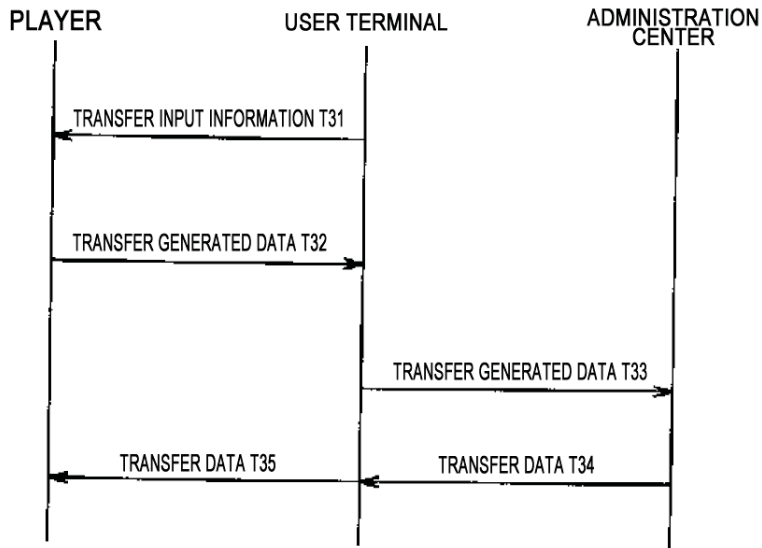 PLAYER
USER TERMINAL
ADMINISTRATION
CENTER
TRANSFER INPUT INFORMATION T31
TRANSFER GENERATED DATA T32
TRANSFER GENERATED DATA T33
TRANSFER DATA T35
TRANSFER DATA T34